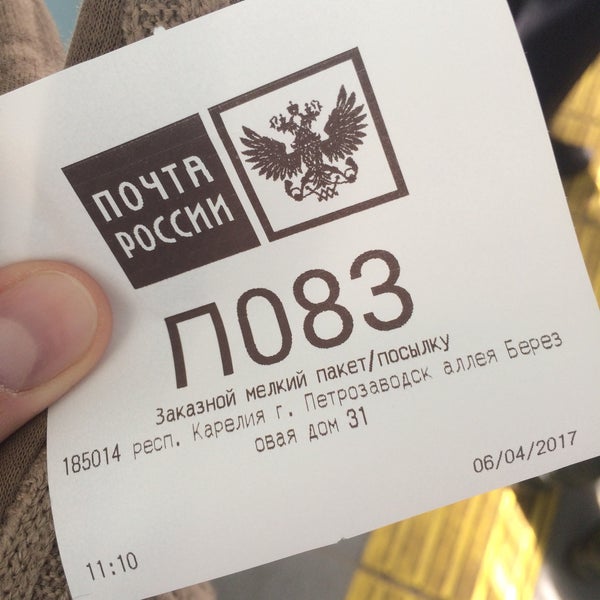 ПОЧТА
РОССИИ
П083
Заказной мелкий пакет/посылку
185014 респ. Карелия г. Петрозаводск аллея Берез
овая дом 31
06/04/2017
11:10